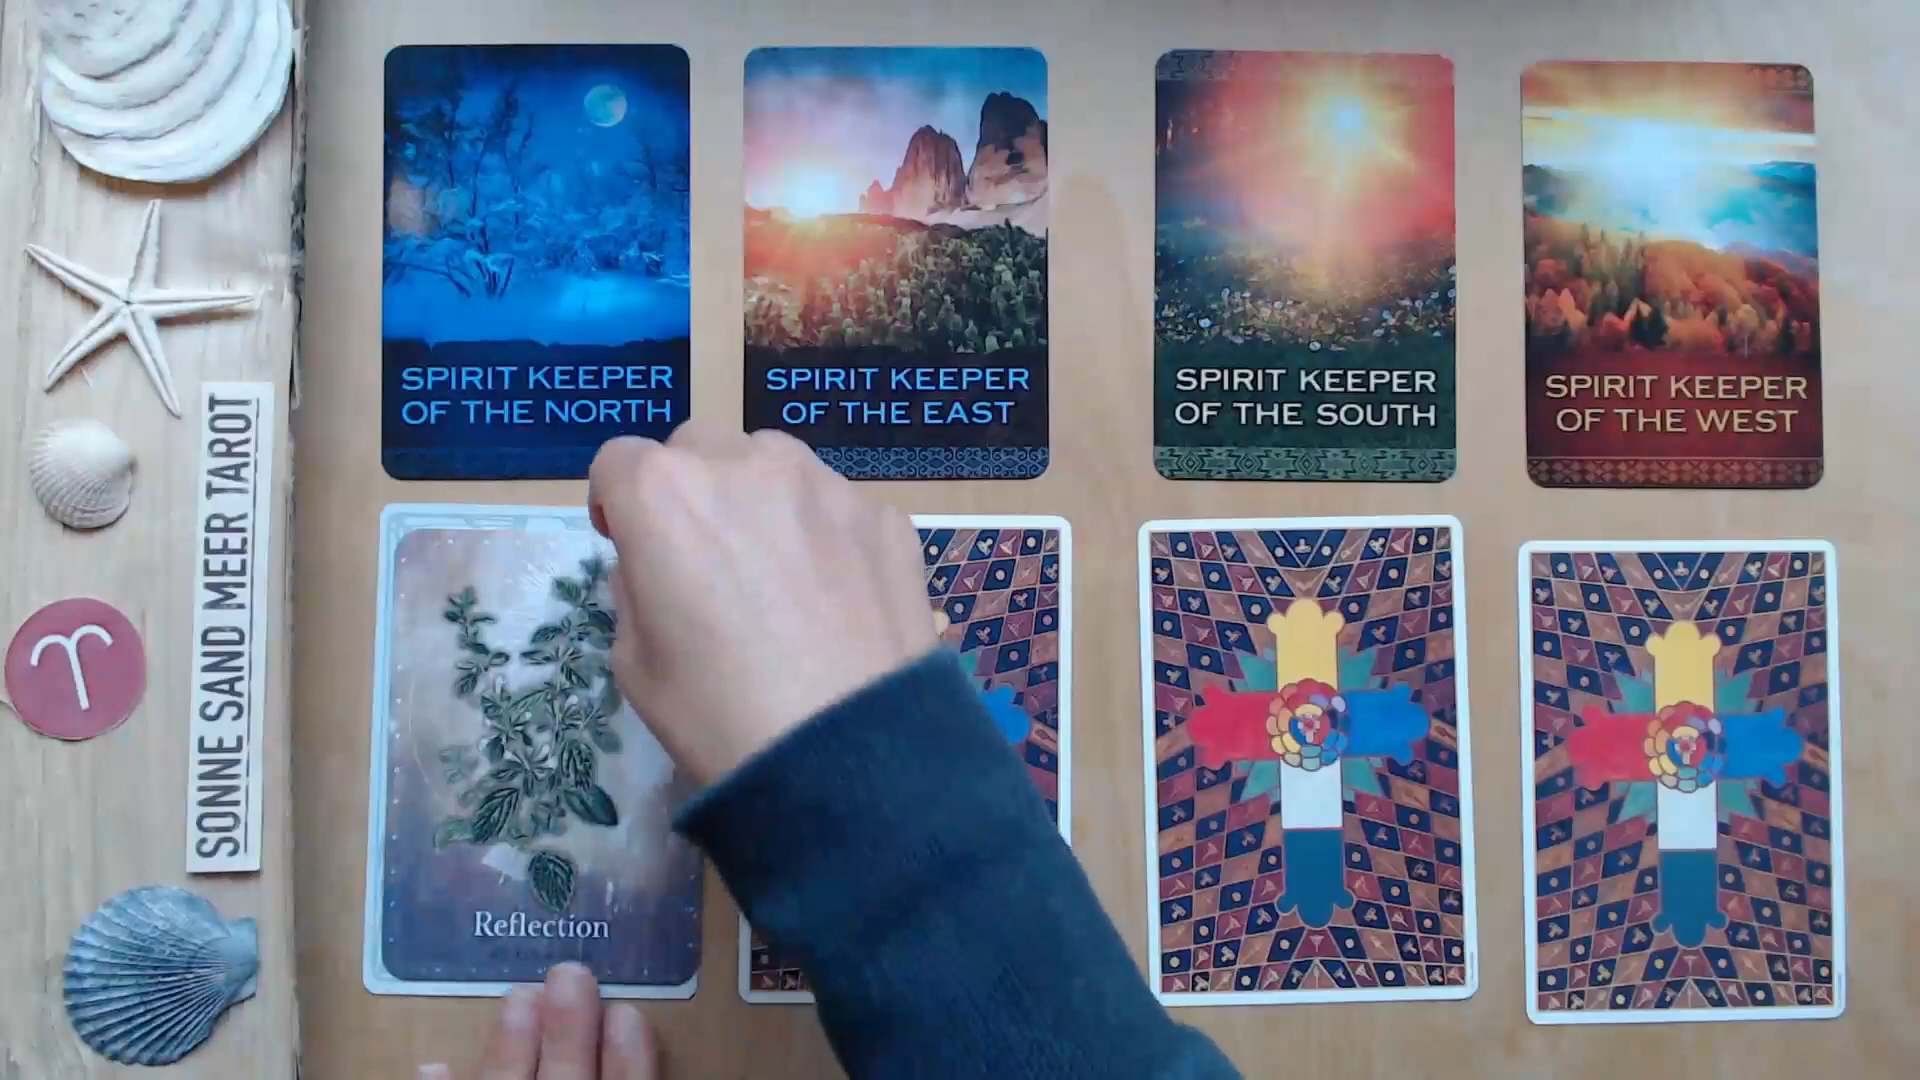 SONNE SAND MEER TAROT
SPIRIT KEEPER
OF THE NORTH
SPIRIT KEEPER
OF THE EAST
SPIRIT KEEPER
OF THE SOUTH
SPIRIT KEEPER
OF THE WEST
Reflection